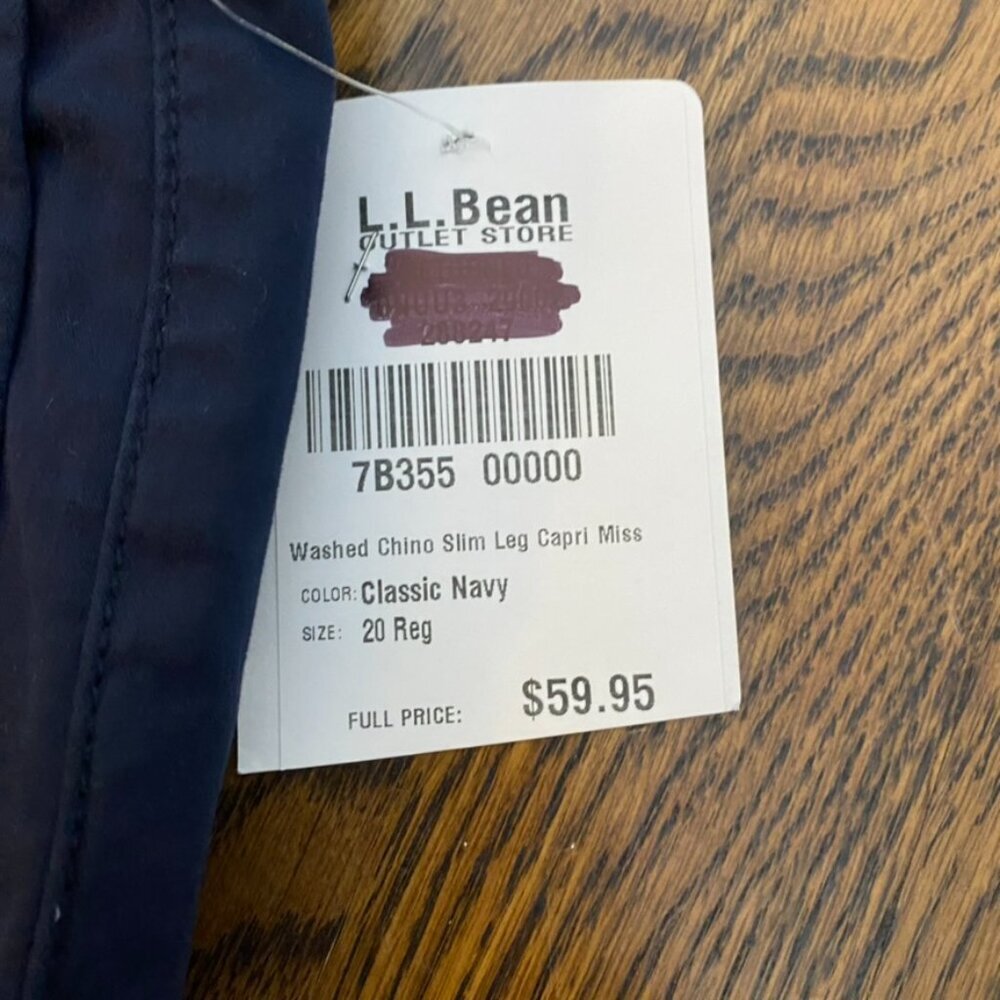 L.L.Bean
OUTLET STORE
7B355 00000
Washed Chino Slim Leg Capri Miss
COLOR: Classic Navy
SIZE: 20 Reg
FULL PRICE: $59.95